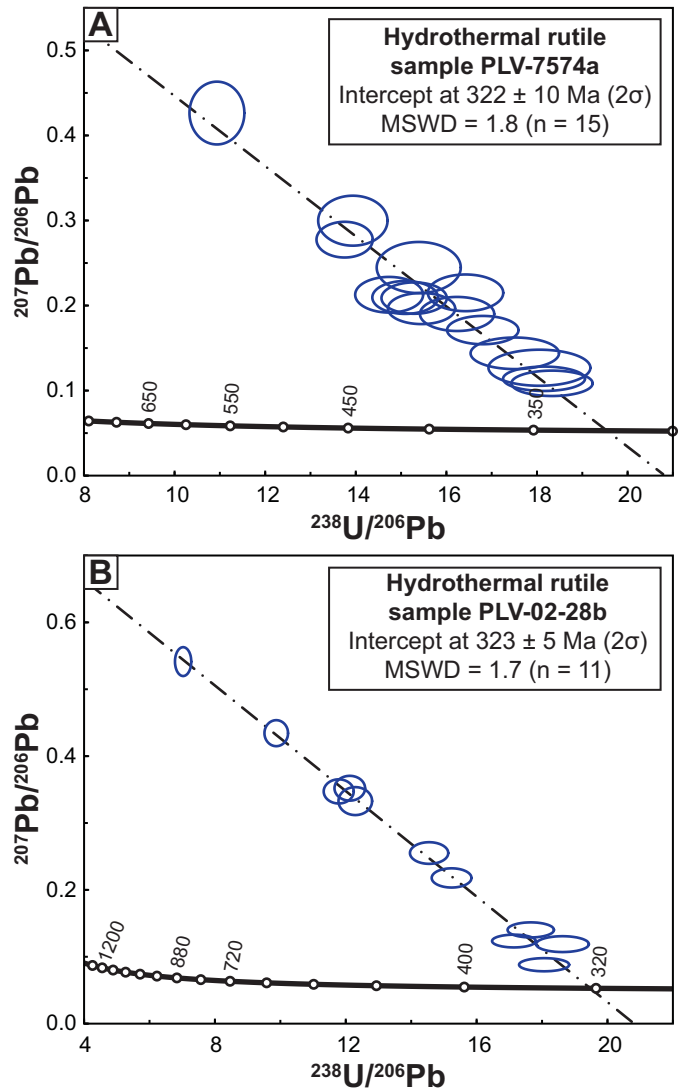 A
Hydrothermal rutile
sample PLV-7574a
Intercept at 322 ± 10 Ma (2σ)
MSWD = 1.8 (n = 15)
0.5
0.4
0.3
0.2
0.1
0.0
²⁰⁷Pb/²⁰⁶Pb
650
550
450
350
8 10 12 14 16 18 20
²³⁸U/²⁰⁶Pb
B
Hydrothermal rutile
sample PLV-02-28b
Intercept at 323 ± 5 Ma (2σ)
MSWD = 1.7 (n = 11)
0.6
0.4
0.2
0.0
²⁰⁷Pb/²⁰⁶Pb
1200
880
720
400
320
4 8 12 16 20
²³⁸U/²⁰⁶Pb